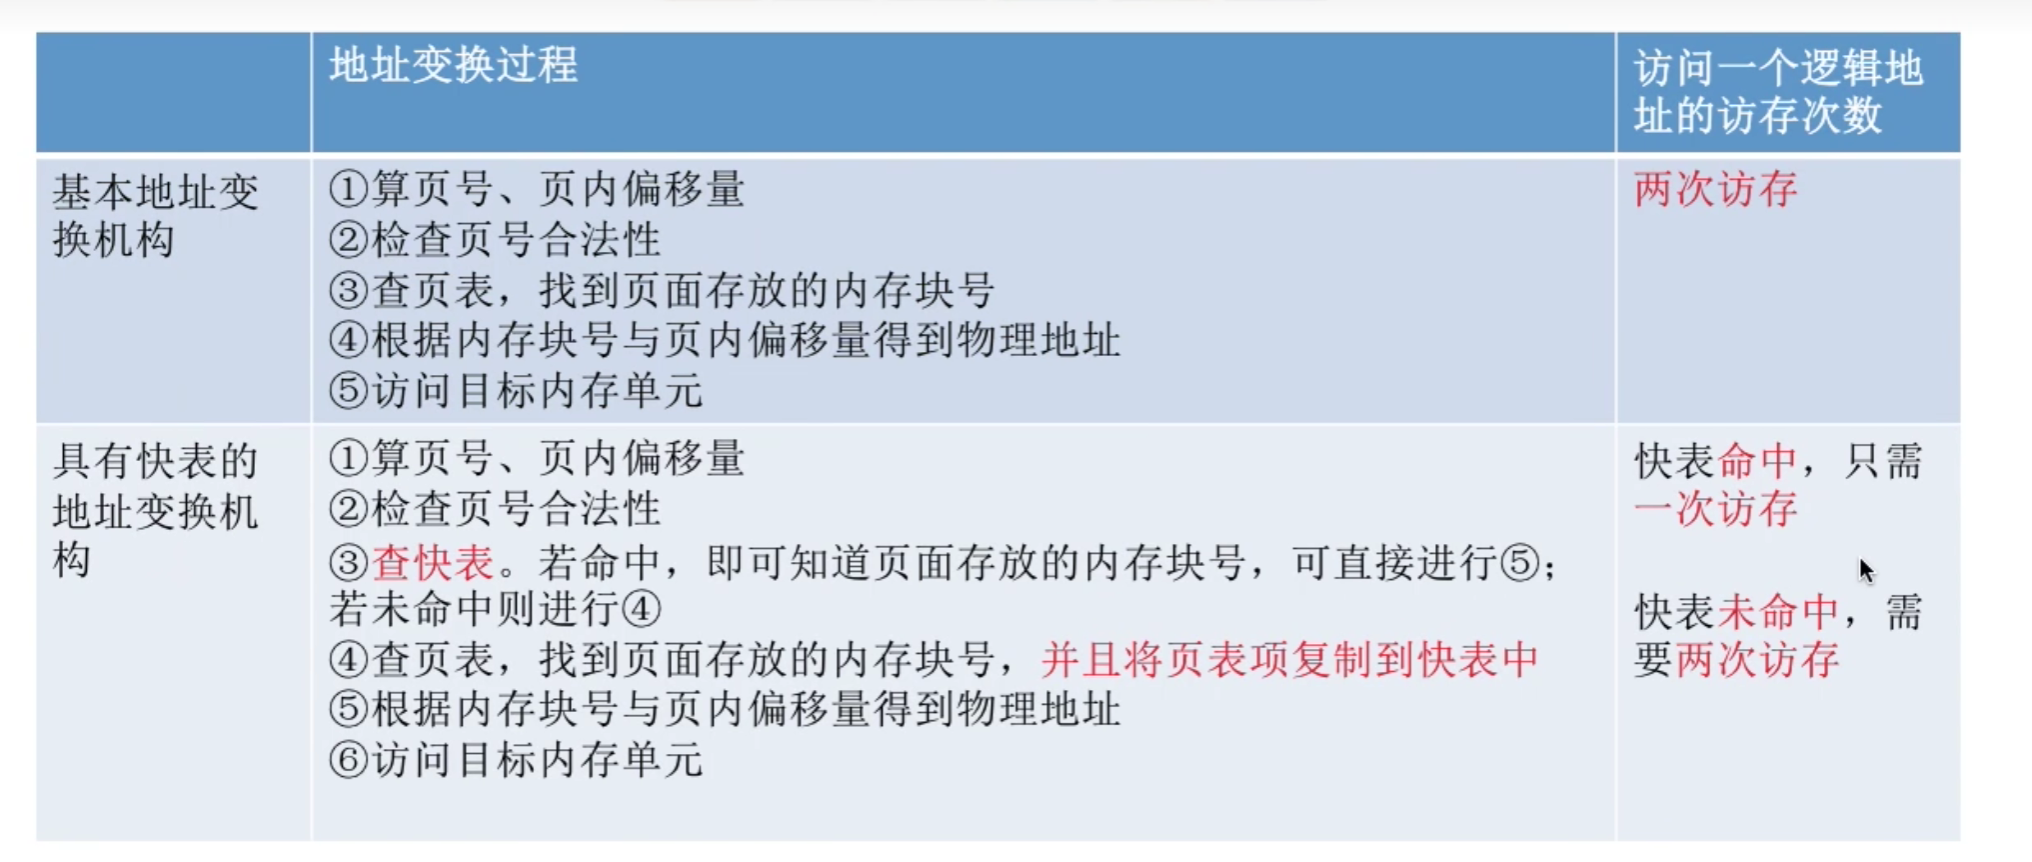 地址变换过程
访问一个逻辑地
址的访存次数
基本地址变
换机构
①算页号、页内偏移量
②检查页号合法性
③查页表，找到页面存放的内存块号
④根据内存块号与页内偏移量得到物理地址
⑤访问目标内存单元
两次访存
具有快表的
地址变换机
构
①算页号、页内偏移量
②检查页号合法性
③查快表。若命中，即可知道页面存放的内存块号，可直接进行⑤；
若未命中则进行④
④查页表，找到页面存放的内存块号，并且将页表项复制到快表中
⑤根据内存块号与页内偏移量得到物理地址
⑥访问目标内存单元
快表命中，只需
一次访存
快表未命中，需
要两次访存